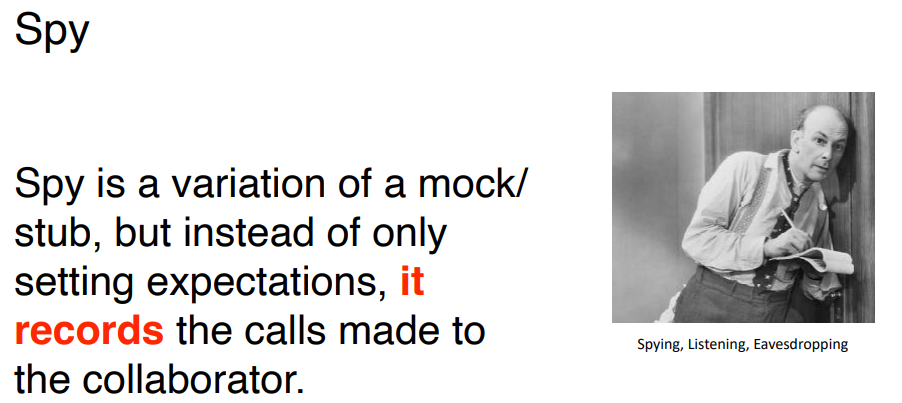 Spy
Spy is a variation of a mock/
stub, but instead of only
setting expectations, it
records the calls made to
the collaborator.
Spying, Listening, Eavesdropping